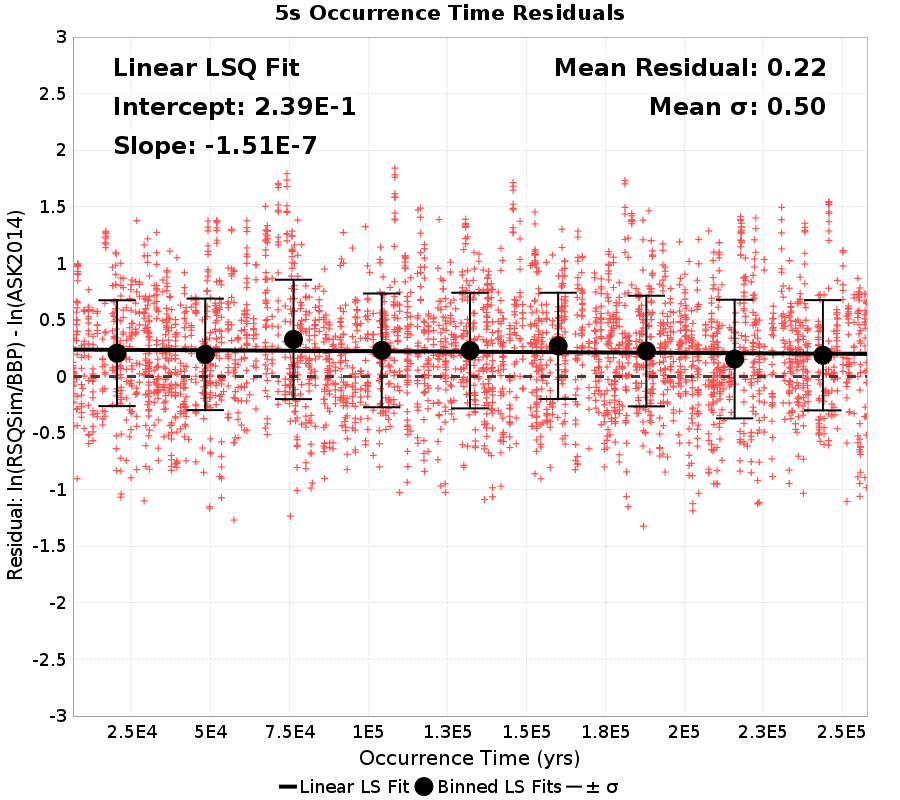 5s Occurrence Time Residuals
Linear LSQ Fit
Intercept: 2.39E-1
Slope: -1.51E-7
Mean Residual: 0.22
Mean σ: 0.50
Residual: ln(RSQSim/BBP) - ln(ASK2014)
3
2.5
2
1.5
1
0.5
0
-0.5
-1
-1.5
-2
-2.5
-3
2.5E4 5E4 7.5E4 1E5 1.3E5 1.5E5 1.8E5 2E5 2.3E5 2.5E5
Occurrence Time (yrs)
Linear LS Fit Binned LS Fits ± σ